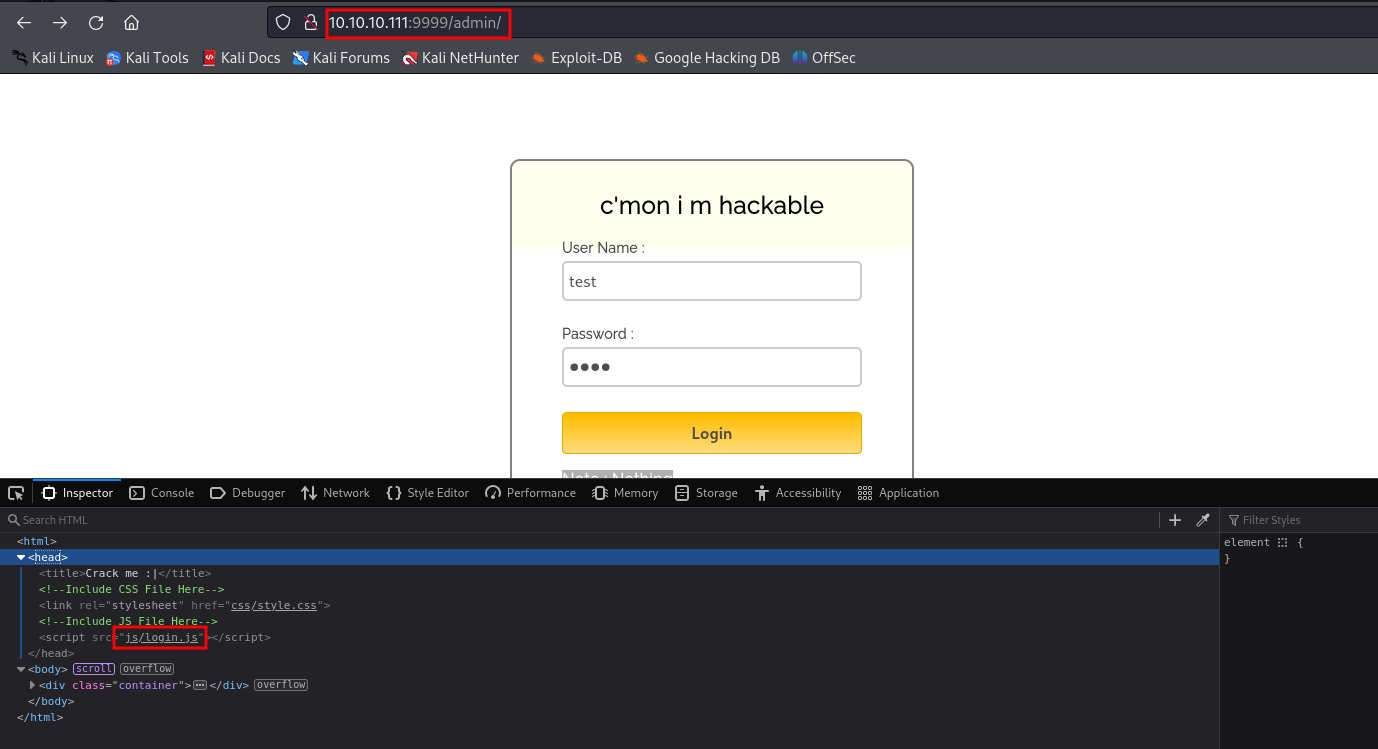 10.10.10.111:9999/admin/
Kali Linux Kali Tools Kali Docs Kali Forums Kali NetHunter Exploit-DB Google Hacking DB OffSec
c'mon i m hackable
User Name :
test
Password :
Login
Note : Nothing
Inspector Console Debugger Network Style Editor Performance Memory Storage Accessibility Application
Search HTML
Filter Styles
<html>
<head>
<title>Crack me :|</title>
<!--Include CSS File Here-->
<link rel="stylesheet" href="css/style.css">
<!--Include JS File Here-->
<script src="js/login.js"></script>
</head>
<body> scroll overflow
<div class="container"> </div> overflow
</body>
</html>
element {
}